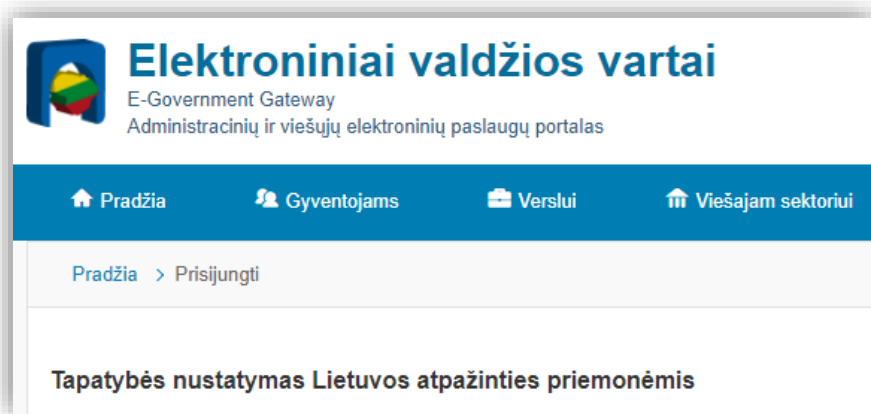 Elektroniniai valdžios vartai
E-Government Gateway
Administracinių ir viešųjų elektroninių paslaugų portalas
Pradžia Gyventojams Verslui Viešajam sektoriui
Pradžia > Prisijungti
Tapatybės nustatymas Lietuvos atpažinties priemonėmis